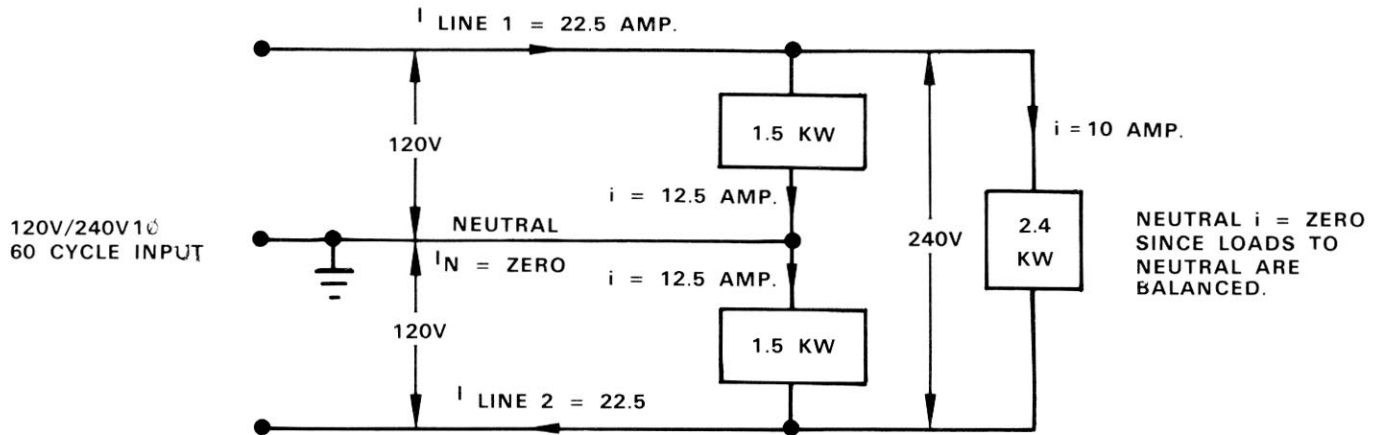 I LINE 1 = 22.5 AMP.
1.5 KW
i = 10 AMP.
120V
i = 12.5 AMP.
120V/240V 1Ø
60 CYCLE INPUT
NEUTRAL
I N = ZERO
240V
2.4
KW
NEUTRAL i = ZERO
SINCE LOADS TO
NEUTRAL ARE
BALANCED.
i = 12.5 AMP.
120V
1.5 KW
I LINE 2 = 22.5